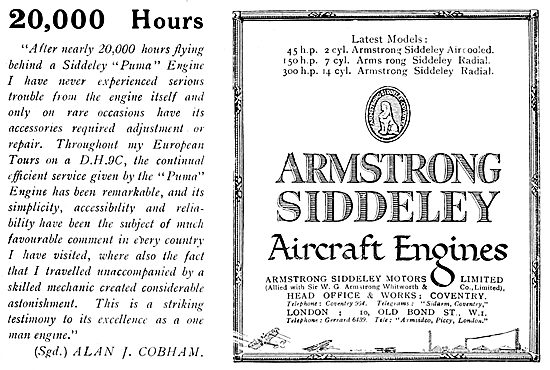 20,000 Hours
"After nearly 20,000 hours flying
behind a Siddeley "Puma" Engine
I have never experienced serious
trouble from the engine itself and
only on rare occasions have its
accessories required adjustment or
repair. Throughout my European
Tours on a D.H.9C, the continual
efficient service given by the "Puma"
Engine has been remarkable, and its
simplicity, accessibility and relia-
bility have been the subject of much
favourable comment in every country
I have visited, where also the fact
that I travelled unaccompanied by a
skilled mechanic created considerable
astonishment. This is a striking
testimony to its excellence as a one
man engine."
(Sgd.) ALAN J. COBHAM.
Latest Models:
45 h.p. 2 cyl. Armstrong Siddeley Air cooled.
150 h.p. 7 cyl. Arms rong Siddeley Radial.
300 h.p. 14 cyl. Armstrong Siddeley Radial.
ARMSTRONG
SIDDELEY
Aircraft Engines
ARMSTRONG SIDDELEY MOTORS LIMITED
(Allied with Sir W. G. Armstrong Whitworth & Co., Limited),
HEAD OFFICE & WORKS: COVENTRY.
Telephone: Coventry 954. Telegrams: "Sidarm, Coventry,"
LONDON: 10, OLD BOND ST., W.1.
Telephone: Gerrard 6439. Tele: "Armsidco, Piccy, London."